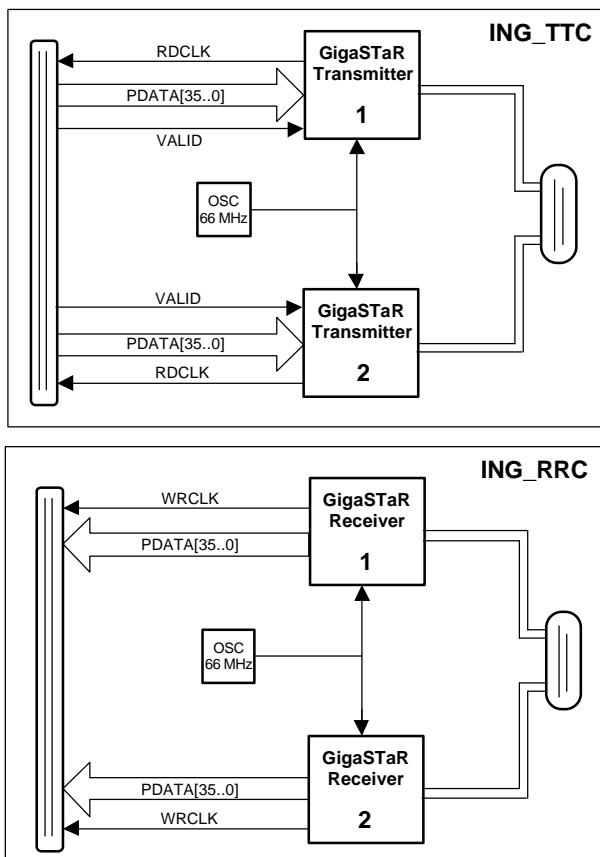 ING_TTC
RDCLK
GigaSTaR
Transmitter
1
PDATA[35..0]
VALID
OSC
66 MHz
VALID
GigaSTaR
Transmitter
2
PDATA[35..0]
RDCLK
ING_RRC
WRCLK
GigaSTaR
Receiver
1
PDATA[35..0]
OSC
66 MHz
GigaSTaR
Receiver
2
PDATA[35..0]
WRCLK